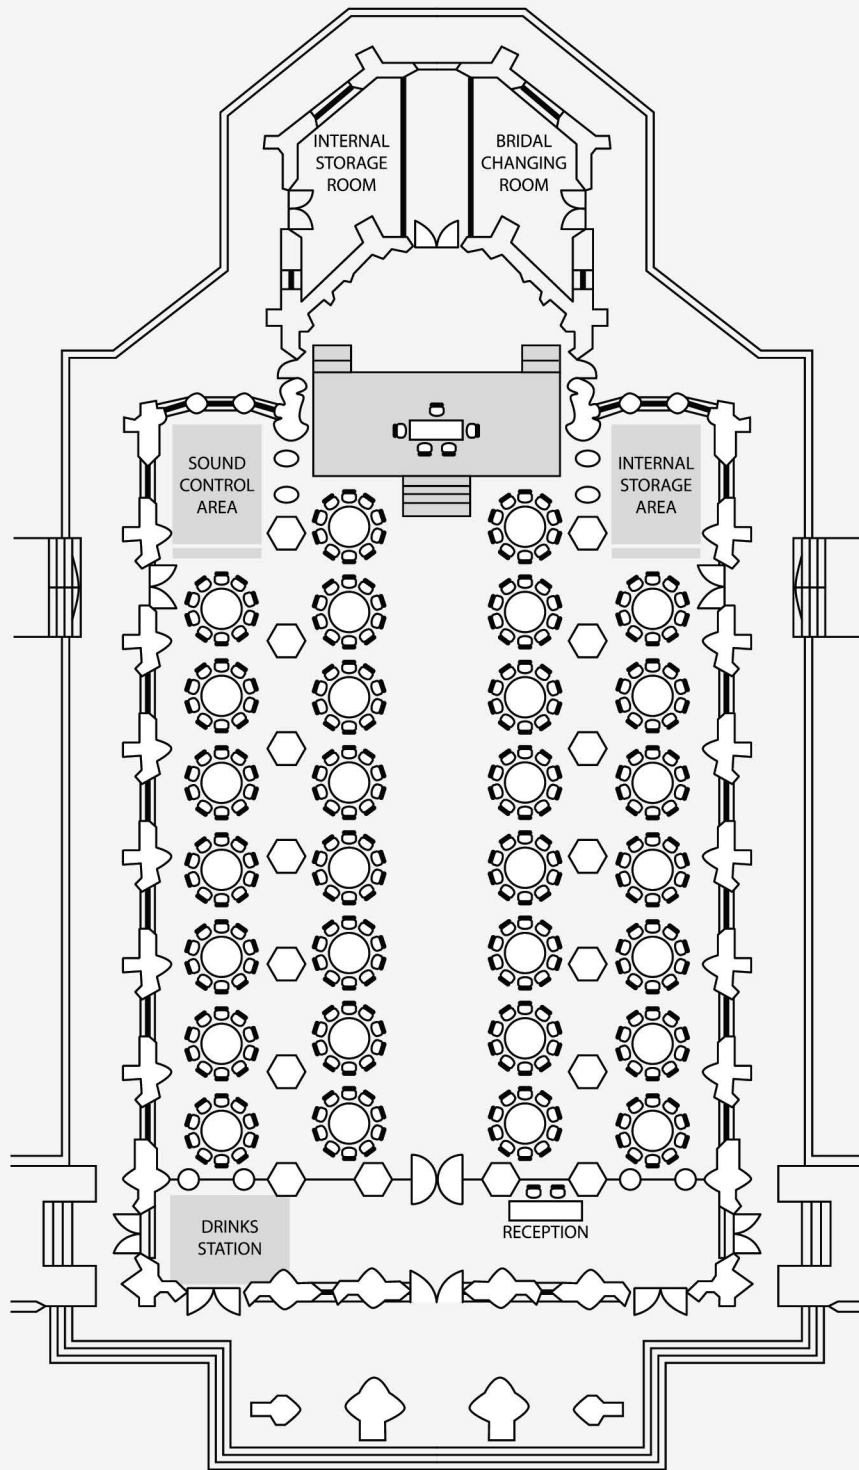 INTERNAL
STORAGE
ROOM
BRIDAL
CHANGING
ROOM
SOUND
CONTROL
AREA
INTERNAL
STORAGE
AREA
DRINKS
STATION
RECEPTION